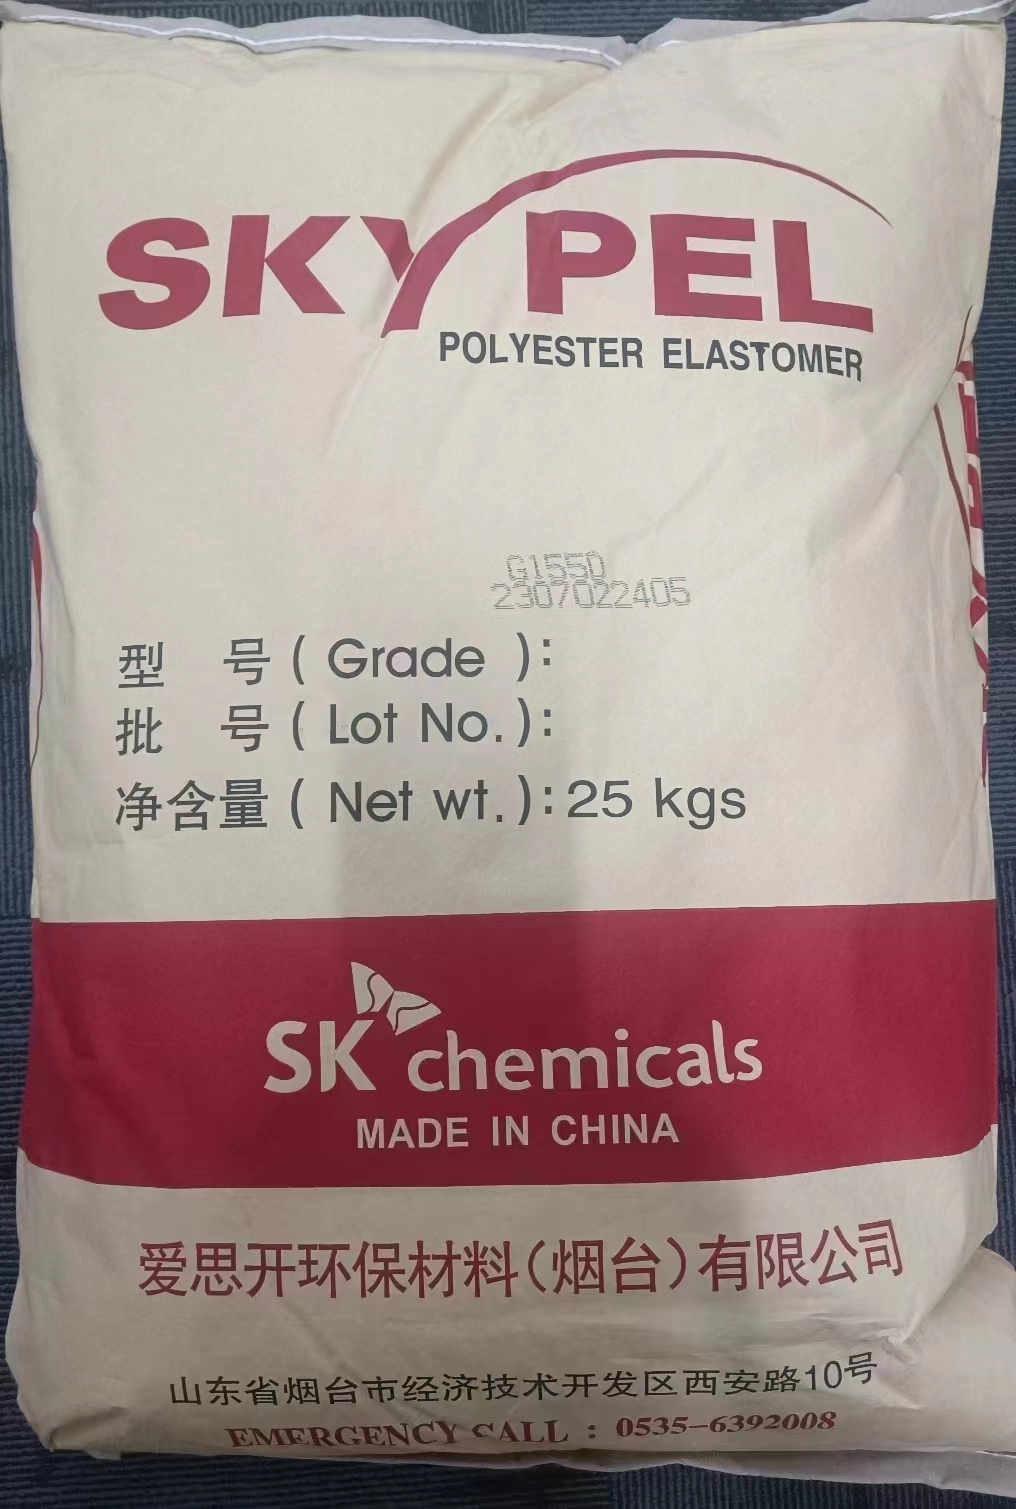 SKYPEL
POLYESTER ELASTOMER
G155D
2307022405
型 号 ( Grade ):
批 号 ( Lot No. ):
净含量 ( Net wt. ): 25 kgs
SK chemicals
MADE IN CHINA
爱思开环保材料(烟台)有限公司
山东省烟台市经济技术开发区西安路10号
EMERGENCY CALL : 0535-6392008